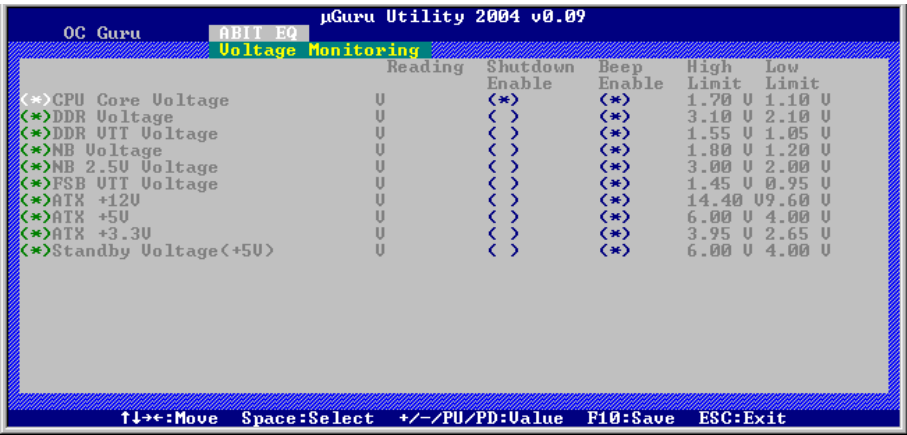 µGuru Utility 2004 v0.09
OC Guru ABIT EQ
Voltage Monitoring
Reading Shutdown Beep High Low
Enable Enable Limit Limit
(*)CPU Core Voltage V (*) (*) 1.70 V 1.10 V
(*)DDR Voltage V ( ) (*) 3.10 V 2.10 V
(*)DDR VTT Voltage V ( ) (*) 1.55 V 1.05 V
(*)NB Voltage V ( ) (*) 1.80 V 1.20 V
(*)NB 2.5V Voltage V ( ) (*) 3.00 V 2.00 V
(*)FSB VTT Voltage V ( ) (*) 1.45 V 0.95 V
(*)ATX +12V V ( ) (*) 14.40 V9.60 V
(*)ATX +5V V ( ) (*) 6.00 V 4.00 V
(*)ATX +3.3V V ( ) (*) 3.95 V 2.65 V
(*)Standby Voltage(+5V) V ( ) (*) 6.00 V 4.00 V
↑↓→←:Move Space:Select +/-/PU/PD:Value F10:Save ESC:Exit